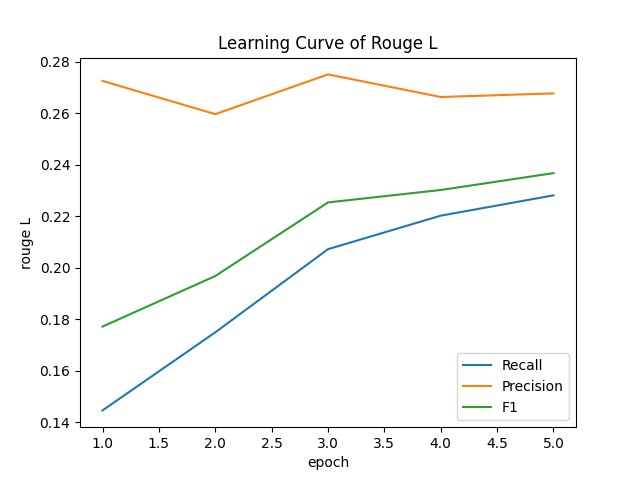 Learning Curve of Rouge L
0.28
0.26
0.24
0.22
0.20
0.18
0.16
0.14
rouge L
1.0 1.5 2.0 2.5 3.0 3.5 4.0 4.5 5.0
epoch
Recall
Precision
F1